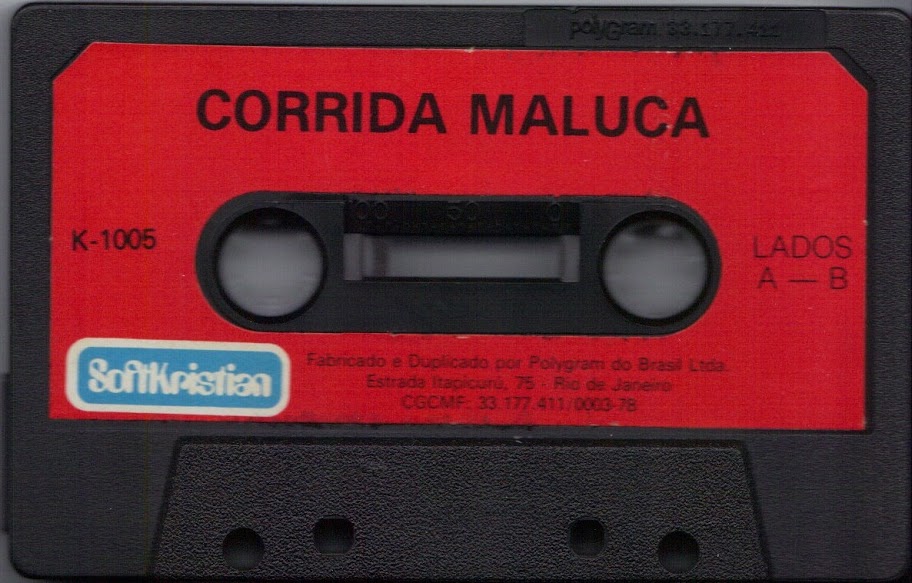 polyGram 33.177.411
CORRIDA MALUCA
100 50 0
K-1005
LADOS
A — B
SoftKristian
Fabricado e Duplicado por Polygram do Brasil Ltda.
Estrada Itapicurú, 75 - Rio de Janeiro
CGCMF: 33.177.411/0003-78